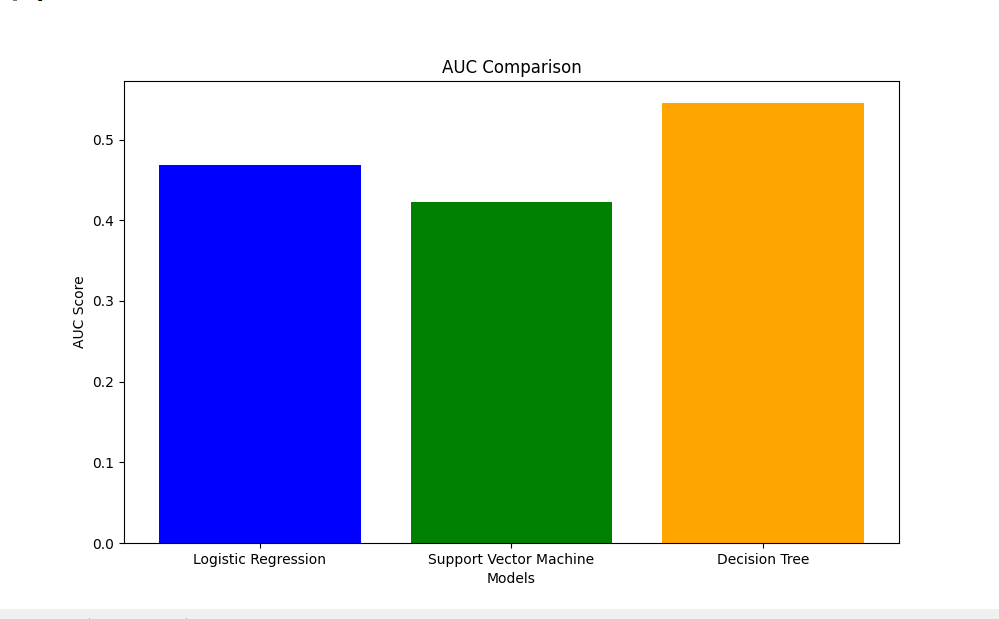 AUC Comparison
AUC Score
0.5
0.4
0.3
0.2
0.1
0.0
Logistic Regression
Support Vector Machine
Decision Tree
Models